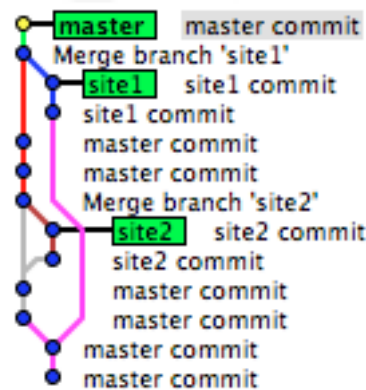 master master commit
Merge branch 'site1'
site1 site1 commit
site1 commit
master commit
master commit
Merge branch 'site2'
site2 site2 commit
site2 commit
master commit
master commit
master commit
master commit